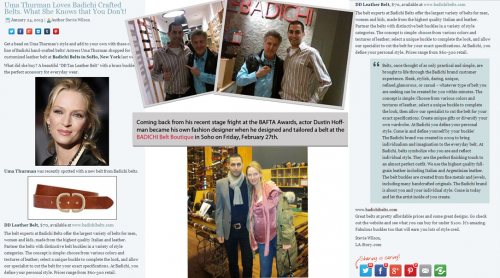 Uma Thurman Loves Badichi Crafted
Belts. What She Knows that You Don't!
January 24, 2013 | Author Stevie Wilson
Get a head on Uma Thurman's style and add to your own with these
line of Badichi hand-crafted belts! Actress Uma Thurman stopped for
customized leather belt at Badichi Belts in SoHo, New York last
What did she buy? A beautiful "DD Tan Leather Belt" with a brass buckle
the perfect accessory for everyday wear.
Uma Thurman was recently spotted with a new belt from Badichi belts.
DD Leather Belt, $70, available at www.badichibelts.com
The belt experts at Badichi Belts offer the largest variety of belts for men,
women and kids, made from the highest quality Italian and leather.
Partner the belts with distinctive belt buckles in a variety of style
categories. The concept is simple: choose from various colors and
textures of leather, select a unique buckle to complete the look, and allow
our specialist to cut the belt for your exact specifications. At Badichi, you
define your personal style. Prices range from $60-300 retail.
BADICHI
Coming back from his recent stage fright at the BAFTA Awards, actor Dustin Hoff-
man became his own fashion designer when he designed and tailored a belt at the
BADICHI Belt Boutique in Soho on Friday, February 27th.
DD Leather Belt, $70, available at www.badichibelts.com
The belt experts at Badichi Belts offer the largest variety of belts for men,
women and kids, made from the highest quality Italian and leather.
Partner the belts with distinctive belt buckles in a variety of style
categories. The concept is simple: choose from various colors and
textures of leather, select a unique buckle to complete the look, and allow
our specialist to cut the belt for your exact specifications. At Badichi, you
define your personal style. Prices range from $60-300 retail.
Belts, once thought of as only practical and simple, are
brought to life through the Badichi brand customer
experience. Sleek, stylish, daring, unique,
refined, glamorous, or casual – whatever type of belt you
are seeking can be created for you within minutes. The
concept is simple. Choose from various colors and
textures of leather, select a unique buckle to complete
the look, then allow our specialist to cut the belt for your
exact specifications. Create unique gifts or diversify your
own wardrobe. At Badichi you define your personal
style. Come in and define yourself by your buckle!
The Badichi brand was created in 2009 to bring
individualism and imagination to the every day belt. At
Badichi, belts symbolize who you are and reflect
individual style. They are the perfect finishing touch to
an almost perfect outfit. We use the highest quality full-
grain leather including Italian and Argentinian leather.
The belt buckles are created from fine metals and jewels,
including many handcrafted originals. The Badichi brand
is about you and your individual style. Come in today
and let the artist inside of you create.
www.badichibelts.com
Great belts at pretty affordable prices and some great designs. Go check
out the website and see what you can buy for under $100. It's amazing.
Fabulous buckles too that will earn you lots of style cred.
Stevie Wilson,
LA-Story.com
Sharing is caring!